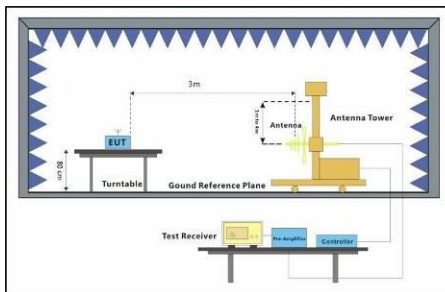 3m
1m to 4m
Antenna
Antenna Tower
EUT
80 cm
Turntable
Gound Reference Plane
Test Receiver
Pre-Amplifier
Controller